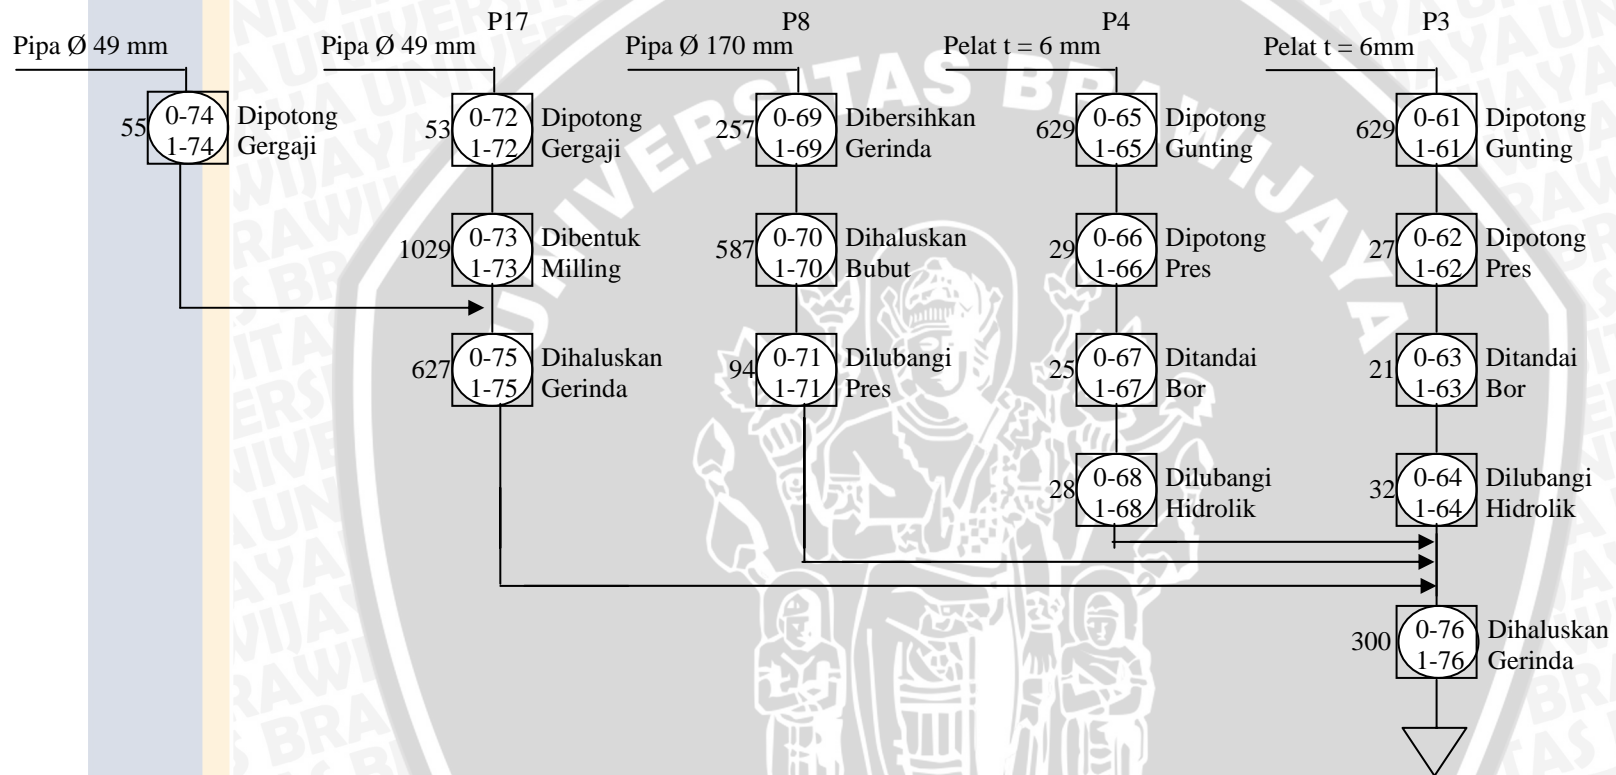 P17
P8
P4
P3
Pipa Ø 49 mm
Pipa Ø 49 mm
Pipa Ø 170 mm
Pelat t = 6 mm
Pelat t = 6mm
55
0-74
1-74
Dipotong
Gergaji
53
0-72
1-72
Dipotong
Gergaji
1029
0-73
1-73
Dibentuk
Milling
627
0-75
1-75
Dihaluskan
Gerinda
257
0-69
1-69
Dibersihkan
Gerinda
587
0-70
1-70
Dihaluskan
Bubut
94
0-71
1-71
Dilubangi
Pres
629
0-65
1-65
Dipotong
Gunting
29
0-66
1-66
Dipotong
Pres
25
0-67
1-67
Ditandai
Bor
28
0-68
1-68
Dilubangi
Hidrolik
629
0-61
1-61
Dipotong
Gunting
27
0-62
1-62
Dipotong
Pres
21
0-63
1-63
Ditandai
Bor
32
0-64
1-64
Dilubangi
Hidrolik
300
0-76
1-76
Dihaluskan
Gerinda
UNIVERSITAS BRAWIJAYA